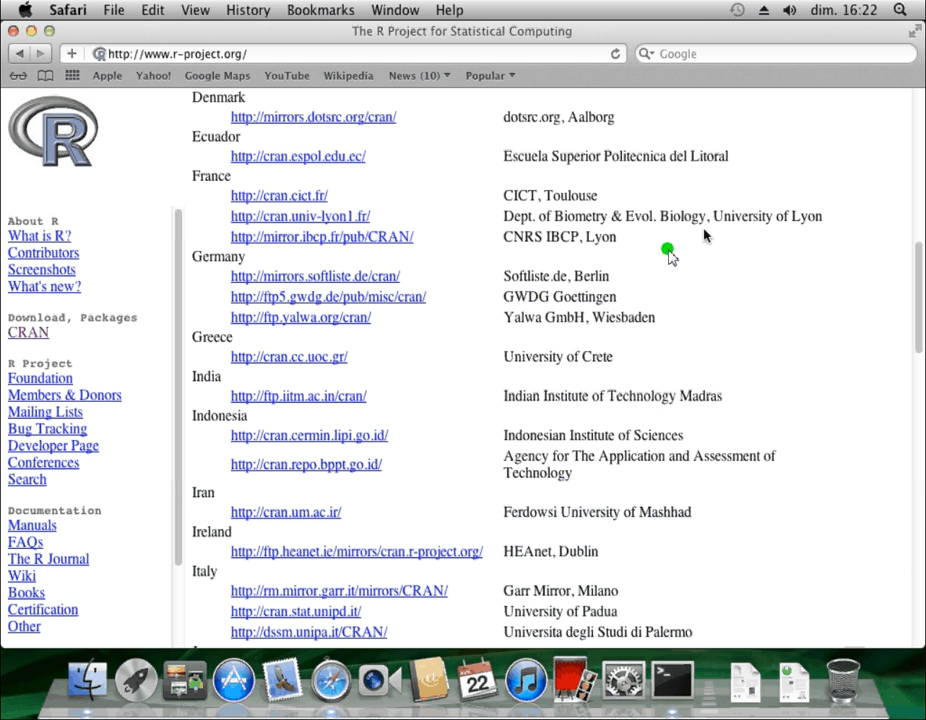 Safari File Edit View History Bookmarks Window Help dim. 16:22
The R Project for Statistical Computing
http://www.r-project.org/ Google
Apple Yahoo! Google Maps YouTube Wikipedia News (10) Popular
R
About R
What is R?
Contributors
Screenshots
What's new?
Download, Packages
CRAN
R Project
Foundation
Members & Donors
Mailing Lists
Bug Tracking
Developer Page
Conferences
Search
Documentation
Manuals
FAQs
The R Journal
Wiki
Books
Certification
Other
Denmark
http://mirrors.dotsrc.org/cran/ dotsrc.org, Aalborg
Ecuador
http://cran.espol.edu.ec/ Escuela Superior Politecnica del Litoral
France
http://cran.cict.fr/ CICT, Toulouse
http://cran.univ-lyon1.fr/ Dept. of Biometry & Evol. Biology, University of Lyon
http://mirror.ibcp.fr/pub/CRAN/ CNRS IBCP, Lyon
Germany
http://mirrors.softliste.de/cran/ Softliste.de, Berlin
http://ftp5.gwdg.de/pub/misc/cran/ GWDG Goettingen
http://ftp.yalwa.org/cran/ Yalwa GmbH, Wiesbaden
Greece
http://cran.cc.uoc.gr/ University of Crete
India
http://ftp.iitm.ac.in/cran/ Indian Institute of Technology Madras
Indonesia
http://cran.cermin.lipi.go.id/ Indonesian Institute of Sciences
http://cran.repo.bppt.go.id/ Agency for The Application and Assessment of
Technology
Iran
http://cran.um.ac.ir/ Ferdowsi University of Mashhad
Ireland
http://ftp.heanet.ie/mirrors/cran.r-project.org/ HEAnet, Dublin
Italy
http://rm.mirror.garr.it/mirrors/CRAN/ Garr Mirror, Milano
http://cran.stat.unipd.it/ University of Padua
http://dssm.unipa.it/CRAN/ Universita degli Studi di Palermo
22